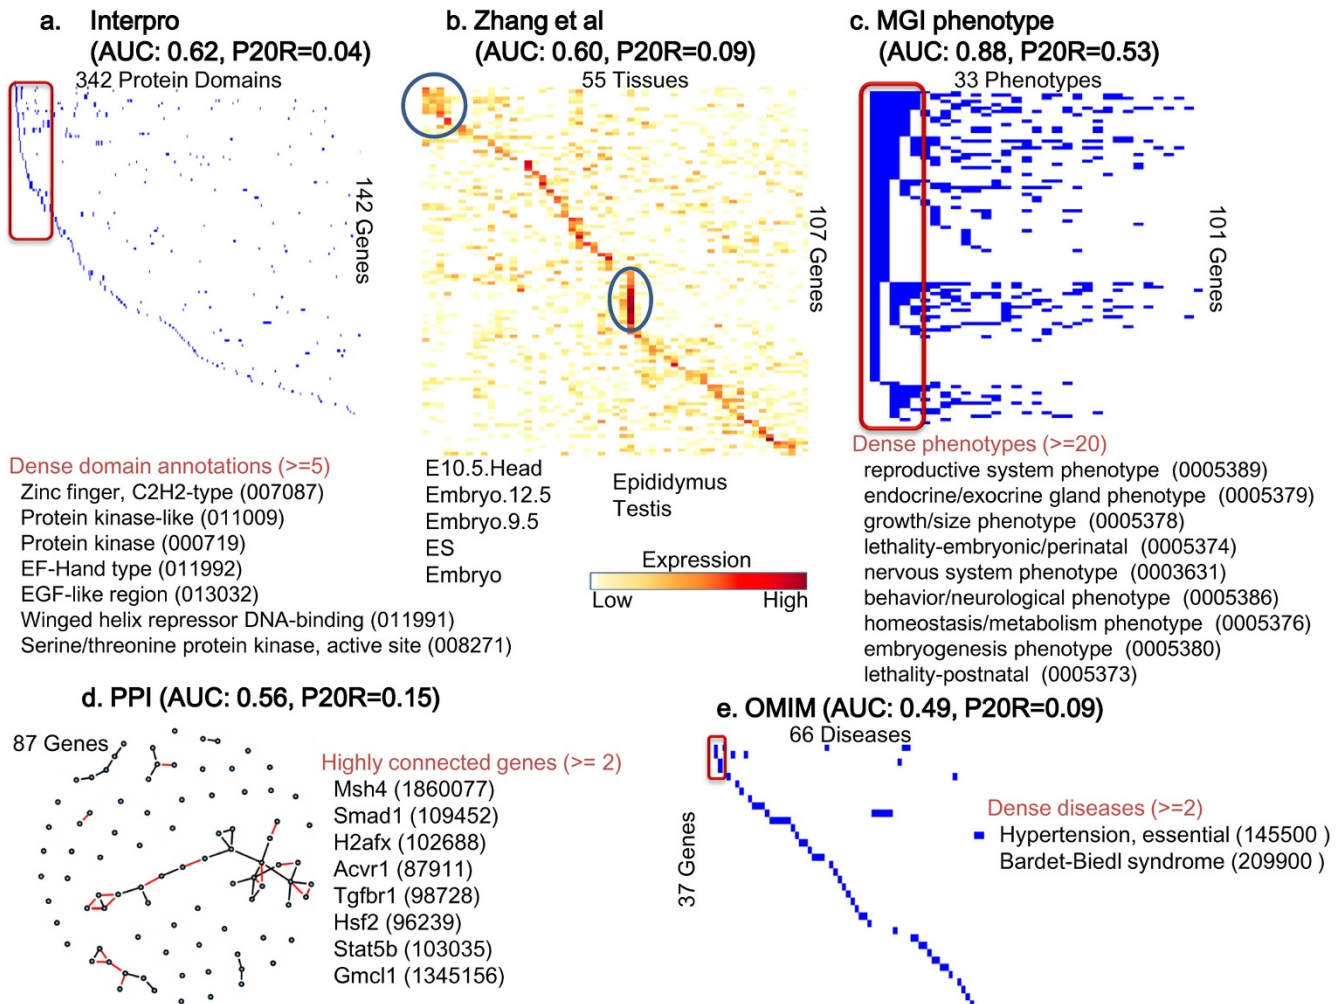 a. Interpro
(AUC: 0.62, P20R=0.04)
342 Protein Domains
142 Genes
Dense domain annotations (>=5)
Zinc finger, C2H2-type (007087)
Protein kinase-like (011009)
Protein kinase (000719)
EF-Hand type (011992)
EGF-like region (013032)
Winged helix repressor DNA-binding (011991)
Serine/threonine protein kinase, active site (008271)
b. Zhang et al
(AUC: 0.60, P20R=0.09)
55 Tissues
107 Genes
E10.5.Head
Embryo.12.5
Embryo.9.5
ES
Embryo
Epididymus
Testis
Expression
Low High
c. MGI phenotype
(AUC: 0.88, P20R=0.53)
33 Phenotypes
101 Genes
Dense phenotypes (>=20)
reproductive system phenotype (0005389)
endocrine/exocrine gland phenotype (0005379)
growth/size phenotype (0005378)
lethality-embryonic/perinatal (0005374)
nervous system phenotype (0003631)
behavior/neurological phenotype (0005386)
homeostasis/metabolism phenotype (0005376)
embryogenesis phenotype (0005380)
lethality-postnatal (0005373)
d. PPI (AUC: 0.56, P20R=0.15)
87 Genes
Highly connected genes (>= 2)
Msh4 (1860077)
Smad1 (109452)
H2afx (102688)
Acvr1 (87911)
Tgfbr1 (98728)
Hsf2 (96239)
Stat5b (103035)
Gmcl1 (1345156)
e. OMIM (AUC: 0.49, P20R=0.09)
66 Diseases
37 Genes
Dense diseases (>=2)
Hypertension, essential (145500 )
Bardet-Biedl syndrome (209900 )